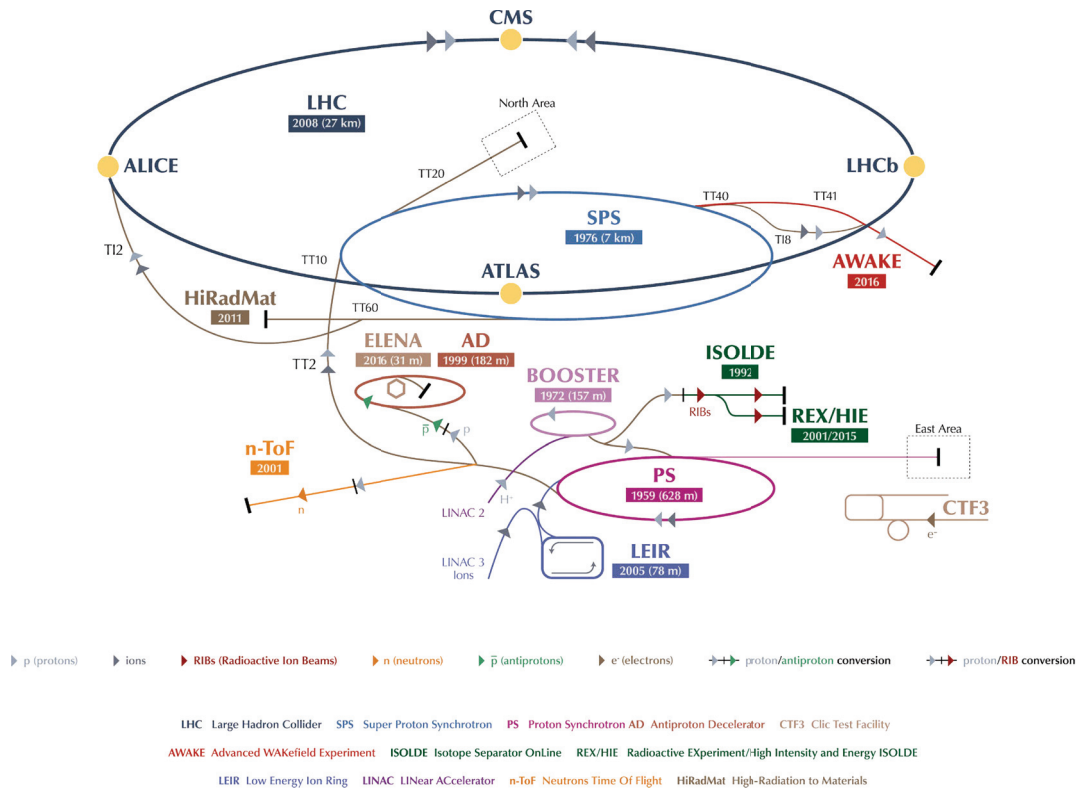 CMS
LHC
2008 (27 km)
North Area
ALICE
LHCb
TT20
TT40
TT41
SPS
1976 (7 km)
TI8
TI2
TT10
ATLAS
AWAKE
2016
HiRadMat
2011
TT60
ELENA
2016 (31 m)
AD
1999 (182 m)
TT2
BOOSTER
1972 (157 m)
ISOLDE
1992
RIBs
REX/HIE
2001/2015
East Area
p̅
p
n-ToF
2001
n
PS
1959 (628 m)
H⁻
LINAC 2
CTF3
e⁻
LINAC 3
Ions
LEIR
2005 (78 m)
p (protons) ions RIBs (Radioactive Ion Beams) n (neutrons) p̅ (antiprotons) e⁻ (electrons) proton/antiproton conversion proton/RIB conversion
LHC Large Hadron Collider SPS Super Proton Synchrotron PS Proton Synchrotron AD Antiproton Decelerator CTF3 Clic Test Facility
AWAKE Advanced WAKefield Experiment ISOLDE Isotope Separator OnLine REX/HIE Radioactive EXperiment/High Intensity and Energy ISOLDE
LEIR Low Energy Ion Ring LINAC LINear ACcelerator n-ToF Neutrons Time Of Flight HiRadMat High-Radiation to Materials